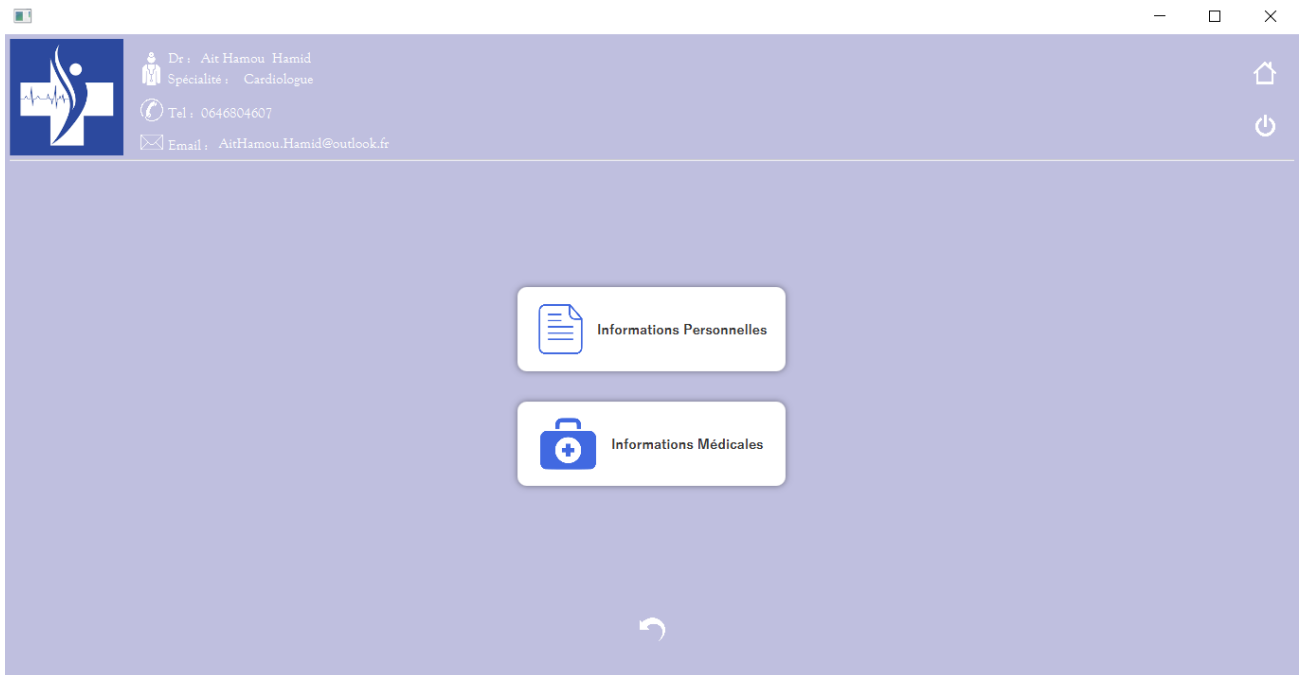 Dr : Ait Hamou Hamid
Spécialité : Cardiologue
Tel : 0646804607
Email : AitHamou.Hamid@outlook.fr
Informations Personnelles
Informations Médicales